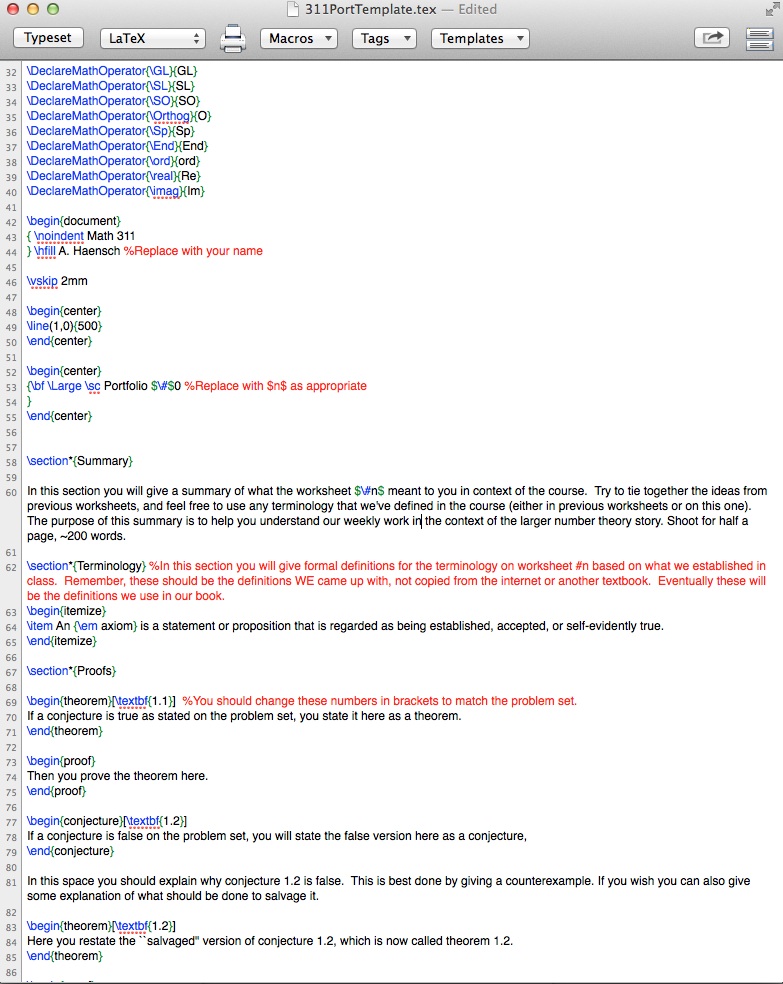 311PortTemplate.tex — Edited
Typeset LaTeX Macros Tags Templates
32 \DeclareMathOperator{\GL}{GL}
33 \DeclareMathOperator{\SL}{SL}
34 \DeclareMathOperator{\SO}{SO}
35 \DeclareMathOperator{\Orthog}{O}
36 \DeclareMathOperator{\Sp}{Sp}
37 \DeclareMathOperator{\End}{End}
38 \DeclareMathOperator{\ord}{ord}
39 \DeclareMathOperator{\real}{Re}
40 \DeclareMathOperator{\imag}{Im}
41
42 \begin{document}
43 { \noindent Math 311
44 } \hfill A. Haensch %Replace with your name
45
46 \vskip 2mm
47
48 \begin{center}
49 \line(1,0){500}
50 \end{center}
51
52 \begin{center}
53 {\bf \Large \sc Portfolio $\#$0 %Replace with $n$ as appropriate
54 }
55 \end{center}
56
57
58 \section*{Summary}
59
60 In this section you will give a summary of what the worksheet $\#n$ meant to you in context of the course.  Try to tie together the ideas from
previous worksheets, and feel free to use any terminology that we've defined in the course (either in previous worksheets or on this one).
The purpose of this summary is to help you understand our weekly work in the context of the larger number theory story. Shoot for half a
page, ~200 words.
61
62 \section*{Terminology} %In this section you will give formal definitions for the terminology on worksheet #n based on what we established in
class.  Remember, these should be the definitions WE came up with, not copied from the internet or another textbook.  Eventually these will
be the definitions we use in our book.
63 \begin{itemize}
64 \item An {\em axiom} is a statement or proposition that is regarded as being established, accepted, or self-evidently true.
65 \end{itemize}
66
67 \section*{Proofs}
68
69 \begin{theorem}[\textbf{1.1}]  %You should change these numbers in brackets to match the problem set.
70 If a conjecture is true as stated on the problem set, you state it here as a theorem.
71 \end{theorem}
72
73 \begin{proof}
74 Then you prove the theorem here.
75 \end{proof}
76
77 \begin{conjecture}[\textbf{1.2}]
78 If a conjecture is false on the problem set, you will state the false version here as a conjecture,
79 \end{conjecture}
80
81 In this space you should explain why conjecture 1.2 is false.  This is best done by giving a counterexample. If you wish you can also give
some explanation of what should be done to salvage it.
82
83 \begin{theorem}[\textbf{1.2}]
84 Here you restate the ``salvaged" version of conjecture 1.2, which is now called theorem 1.2.
85 \end{theorem}
86